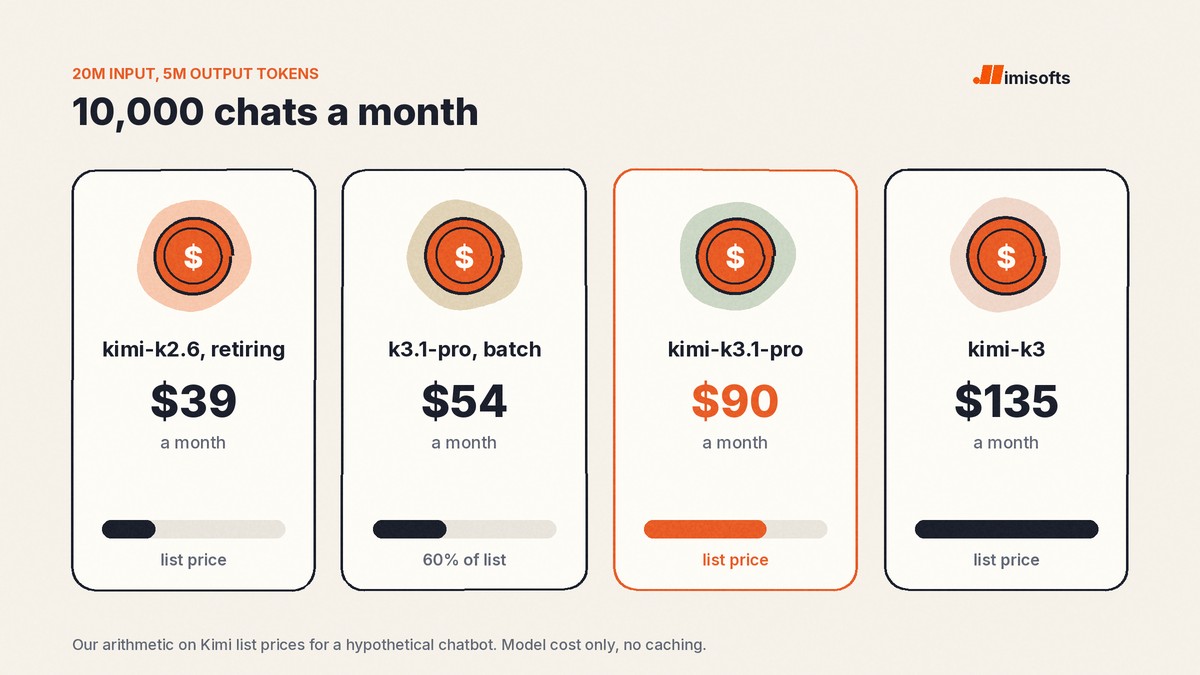 20M INPUT, 5M OUTPUT TOKENS
10,000 chats a month
imisofts
$
kimi-k2.6, retiring
$39
a month
list price
$
k3.1-pro, batch
$54
a month
60% of list
$
kimi-k3.1-pro
$90
a month
list price
$
kimi-k3
$135
a month
list price
Our arithmetic on Kimi list prices for a hypothetical chatbot. Model cost only, no caching.